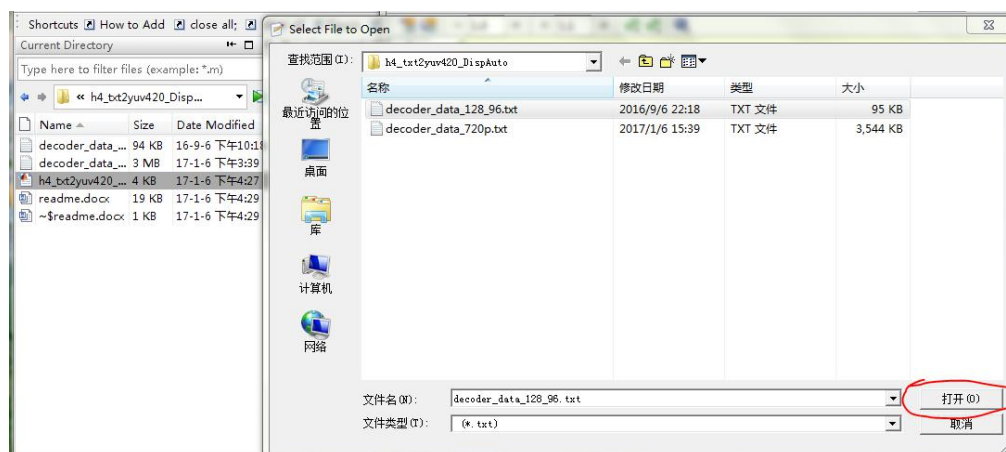 Shortcuts How to Add close all;
Current Directory
Type here to filter files (example: *.m)
« h4_txt2yuv420_Disp...
Name Size Date Modified
decoder_data_... 94 KB 16-9-6 下午10:18
decoder_data_... 3 MB 17-1-6 下午3:39
h4_txt2yuv420_... 4 KB 17-1-6 下午4:27
readme.docx 19 KB 17-1-6 下午4:29
~$readme.docx 1 KB 17-1-6 下午4:29
Select File to Open
查找范围(I): h4_txt2yuv420_DispAuto
名称 修改日期 类型 大小
decoder_data_128_96.txt 2016/9/6 22:18 TXT 文件 95 KB
decoder_data_720p.txt 2017/1/6 15:39 TXT 文件 3,544 KB
最近访问的位置
桌面
库
计算机
网络
文件名(N): decoder_data_128_96.txt 打开(O)
文件类型(T): (*.txt) 取消